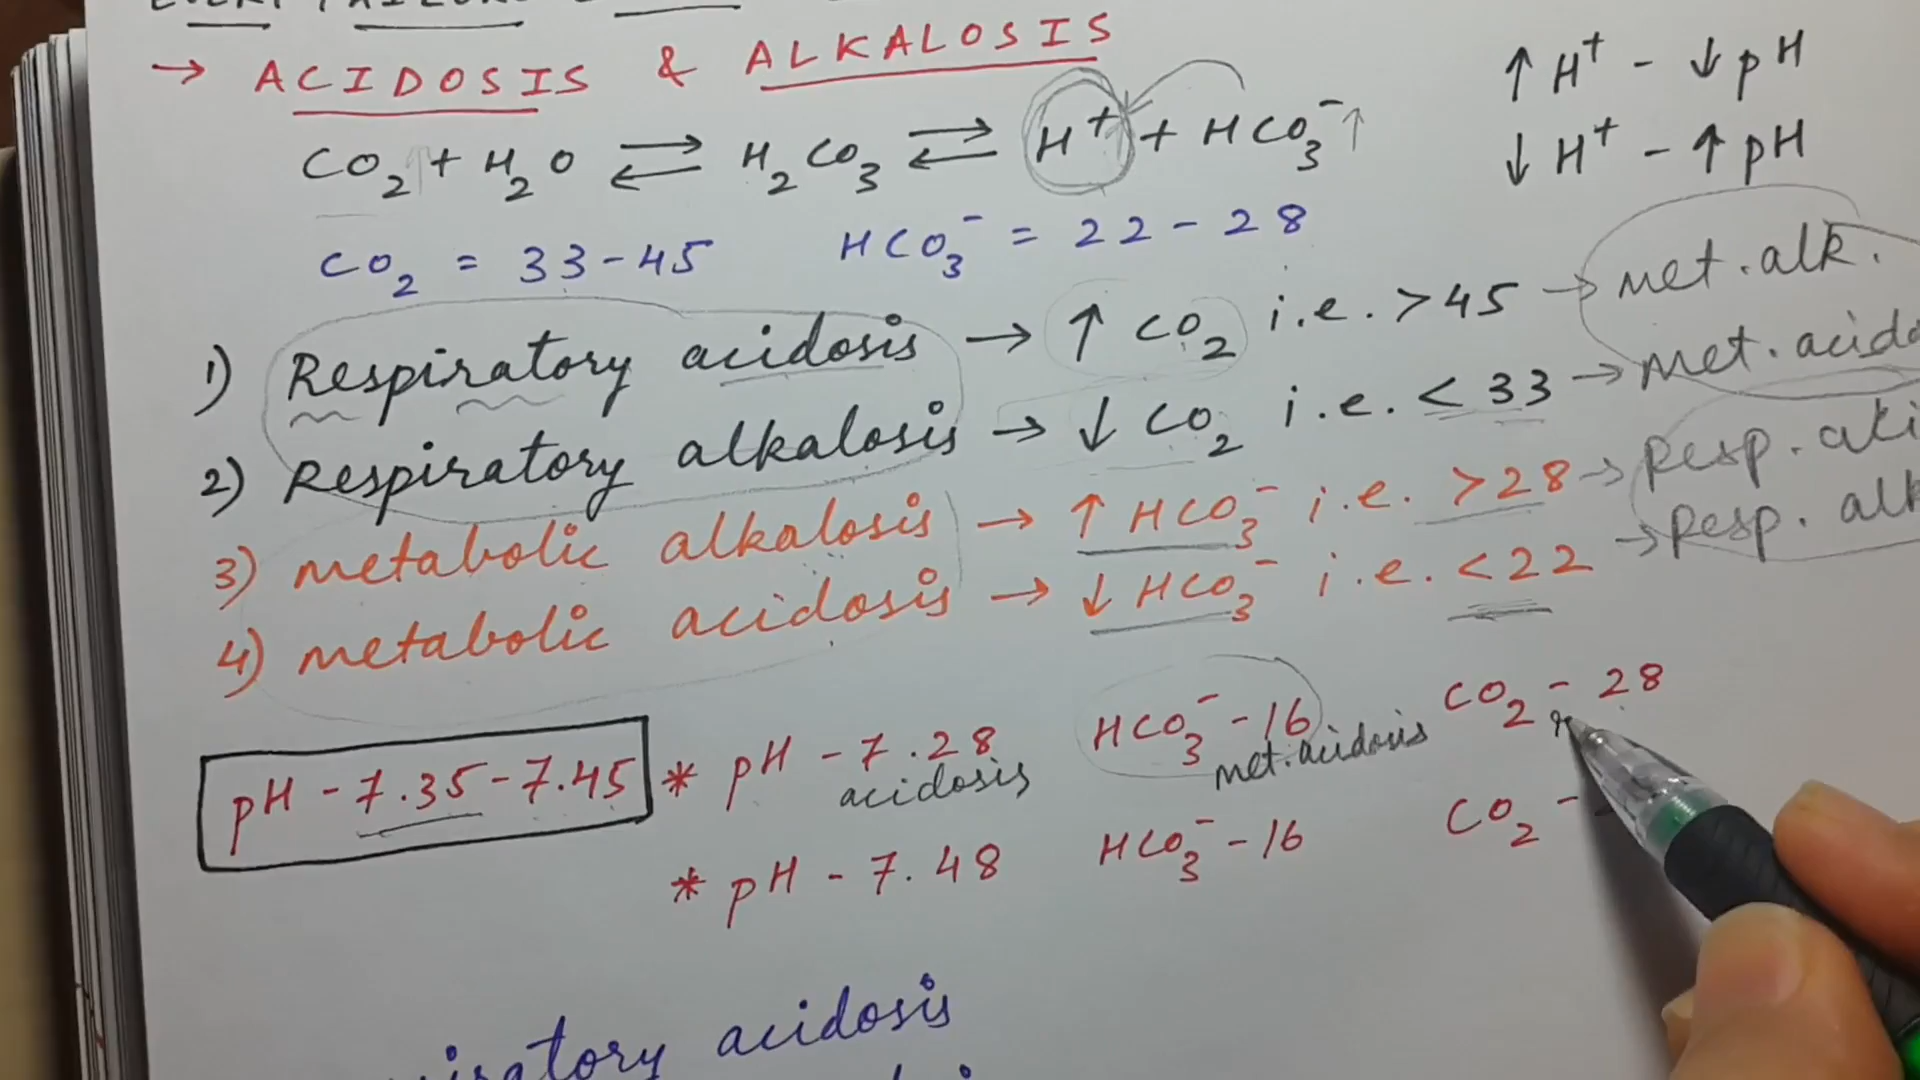 → ACIDOSIS & ALKALOSIS
↑ H⁺ - ↓ pH
CO₂ ↑ + H₂O ⇌ H₂CO₃ ⇌ H⁺ + HCO₃⁻ ↑
↓ H⁺ - ↑ pH
CO₂ = 33-45 HCO₃⁻ = 22-28
1) Respiratory acidosis → ↑ CO₂ i.e. >45 → met. alk.
2) Respiratory alkalosis → ↓ CO₂ i.e. < 33 → met. acido
3) metabolic alkalosis → ↑ HCO₃⁻ i.e. >28 → Resp. aci
4) metabolic acidosis → ↓ HCO₃⁻ i.e. <22 → Resp. alk
pH - 7.35-7.45 * pH - 7.28 HCO₃⁻ -16 CO₂ - 28
acidosis met. acidosis
* pH - 7.48 HCO₃⁻ - 16 CO₂ -
iratory acidosis